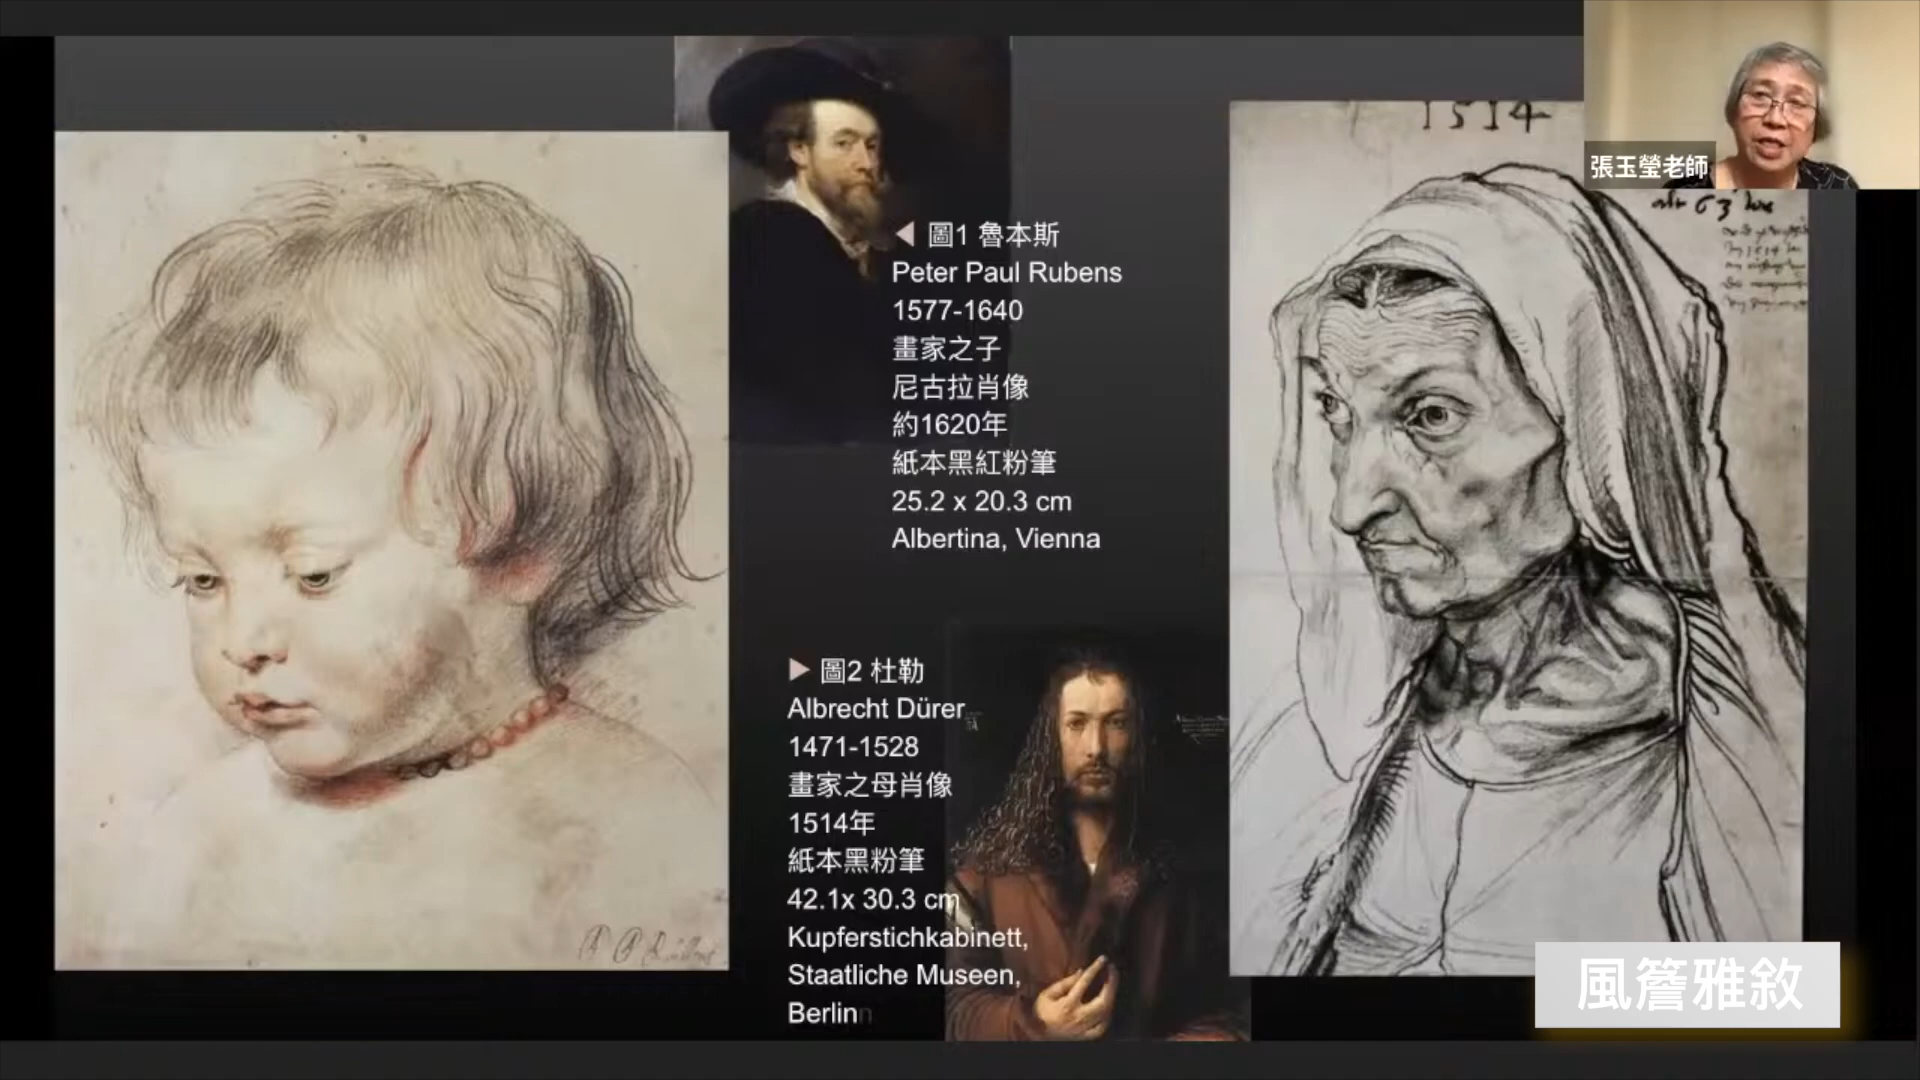 1514
張玉瑩老師
◀ 圖1 魯本斯
Peter Paul Rubens
1577-1640
畫家之子
尼古拉肖像
約1620年
紙本黑紅粉筆
25.2 x 20.3 cm
Albertina, Vienna
▶ 圖2 杜勒
Albrecht Dürer
1471-1528
畫家之母肖像
1514年
紙本黑粉筆
42.1x 30.3 cm
Kupferstichkabinett,
Staatliche Museen,
Berlin
風簷雅敘